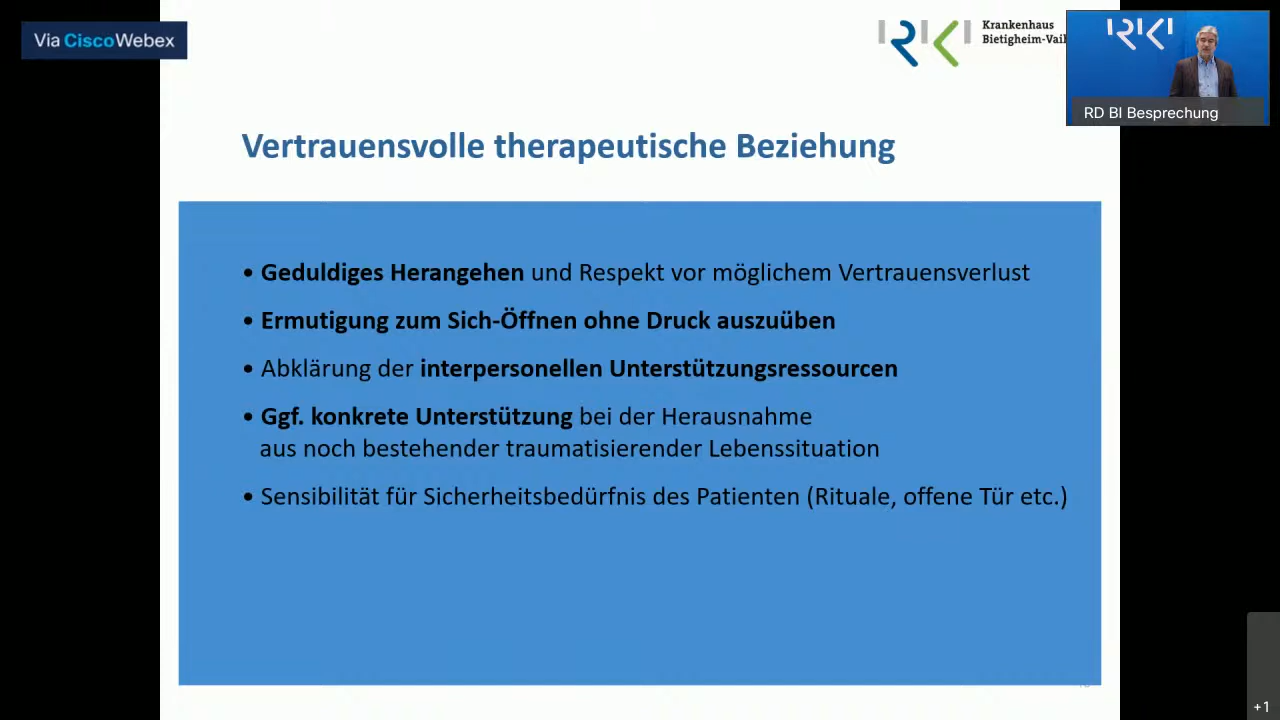 Via CiscoWebex
Krankenhaus
Bietigheim-Vaih
RD BI Besprechung
Vertrauensvolle therapeutische Beziehung
• Geduldiges Herangehen und Respekt vor möglichem Vertrauensverlust
• Ermutigung zum Sich-Öffnen ohne Druck auszuüben
• Abklärung der interpersonellen Unterstützungsressourcen
• Ggf. konkrete Unterstützung bei der Herausnahme
aus noch bestehender traumatisierender Lebenssituation
• Sensibilität für Sicherheitsbedürfnis des Patienten (Rituale, offene Tür etc.)
+1